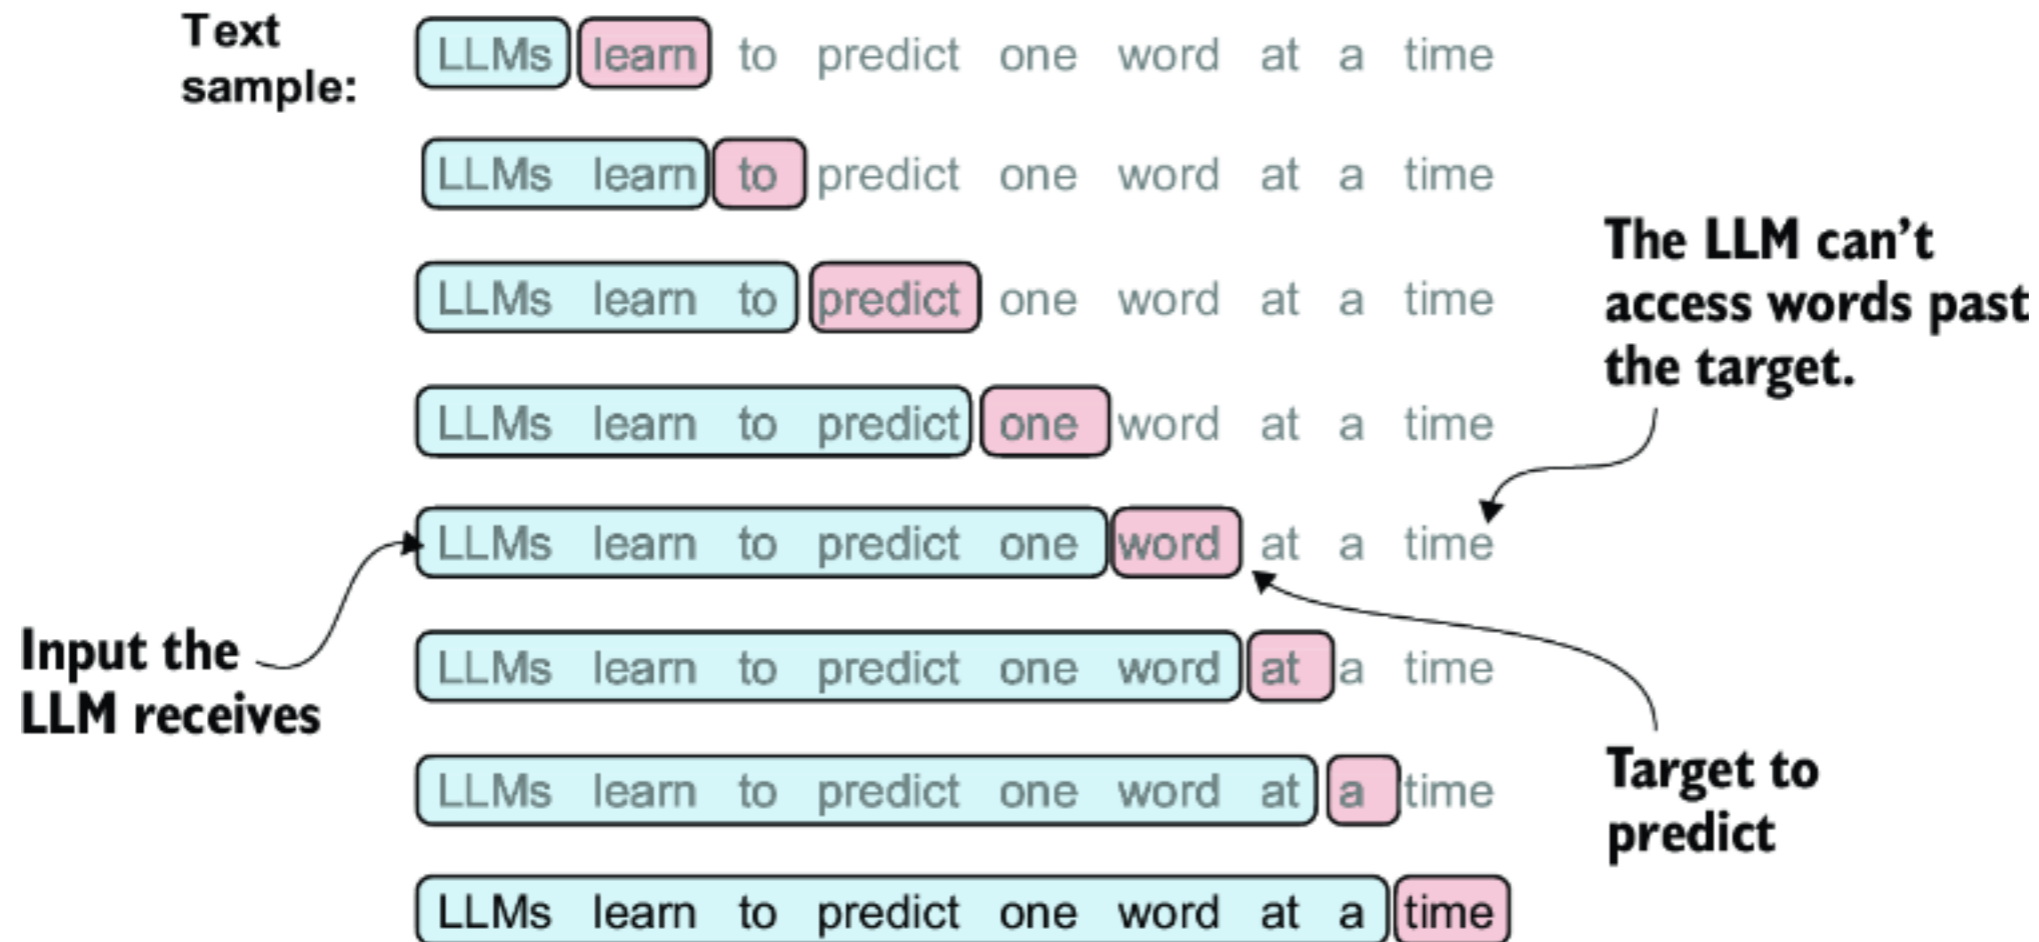 Text
sample:
LLMs learn to predict one word at a time
LLMs learn to predict one word at a time
LLMs learn to predict one word at a time
LLMs learn to predict one word at a time
LLMs learn to predict one word at a time
LLMs learn to predict one word at a time
LLMs learn to predict one word at a time
LLMs learn to predict one word at a time
The LLM can’t
access words past
the target.
Input the
LLM receives
Target to
predict